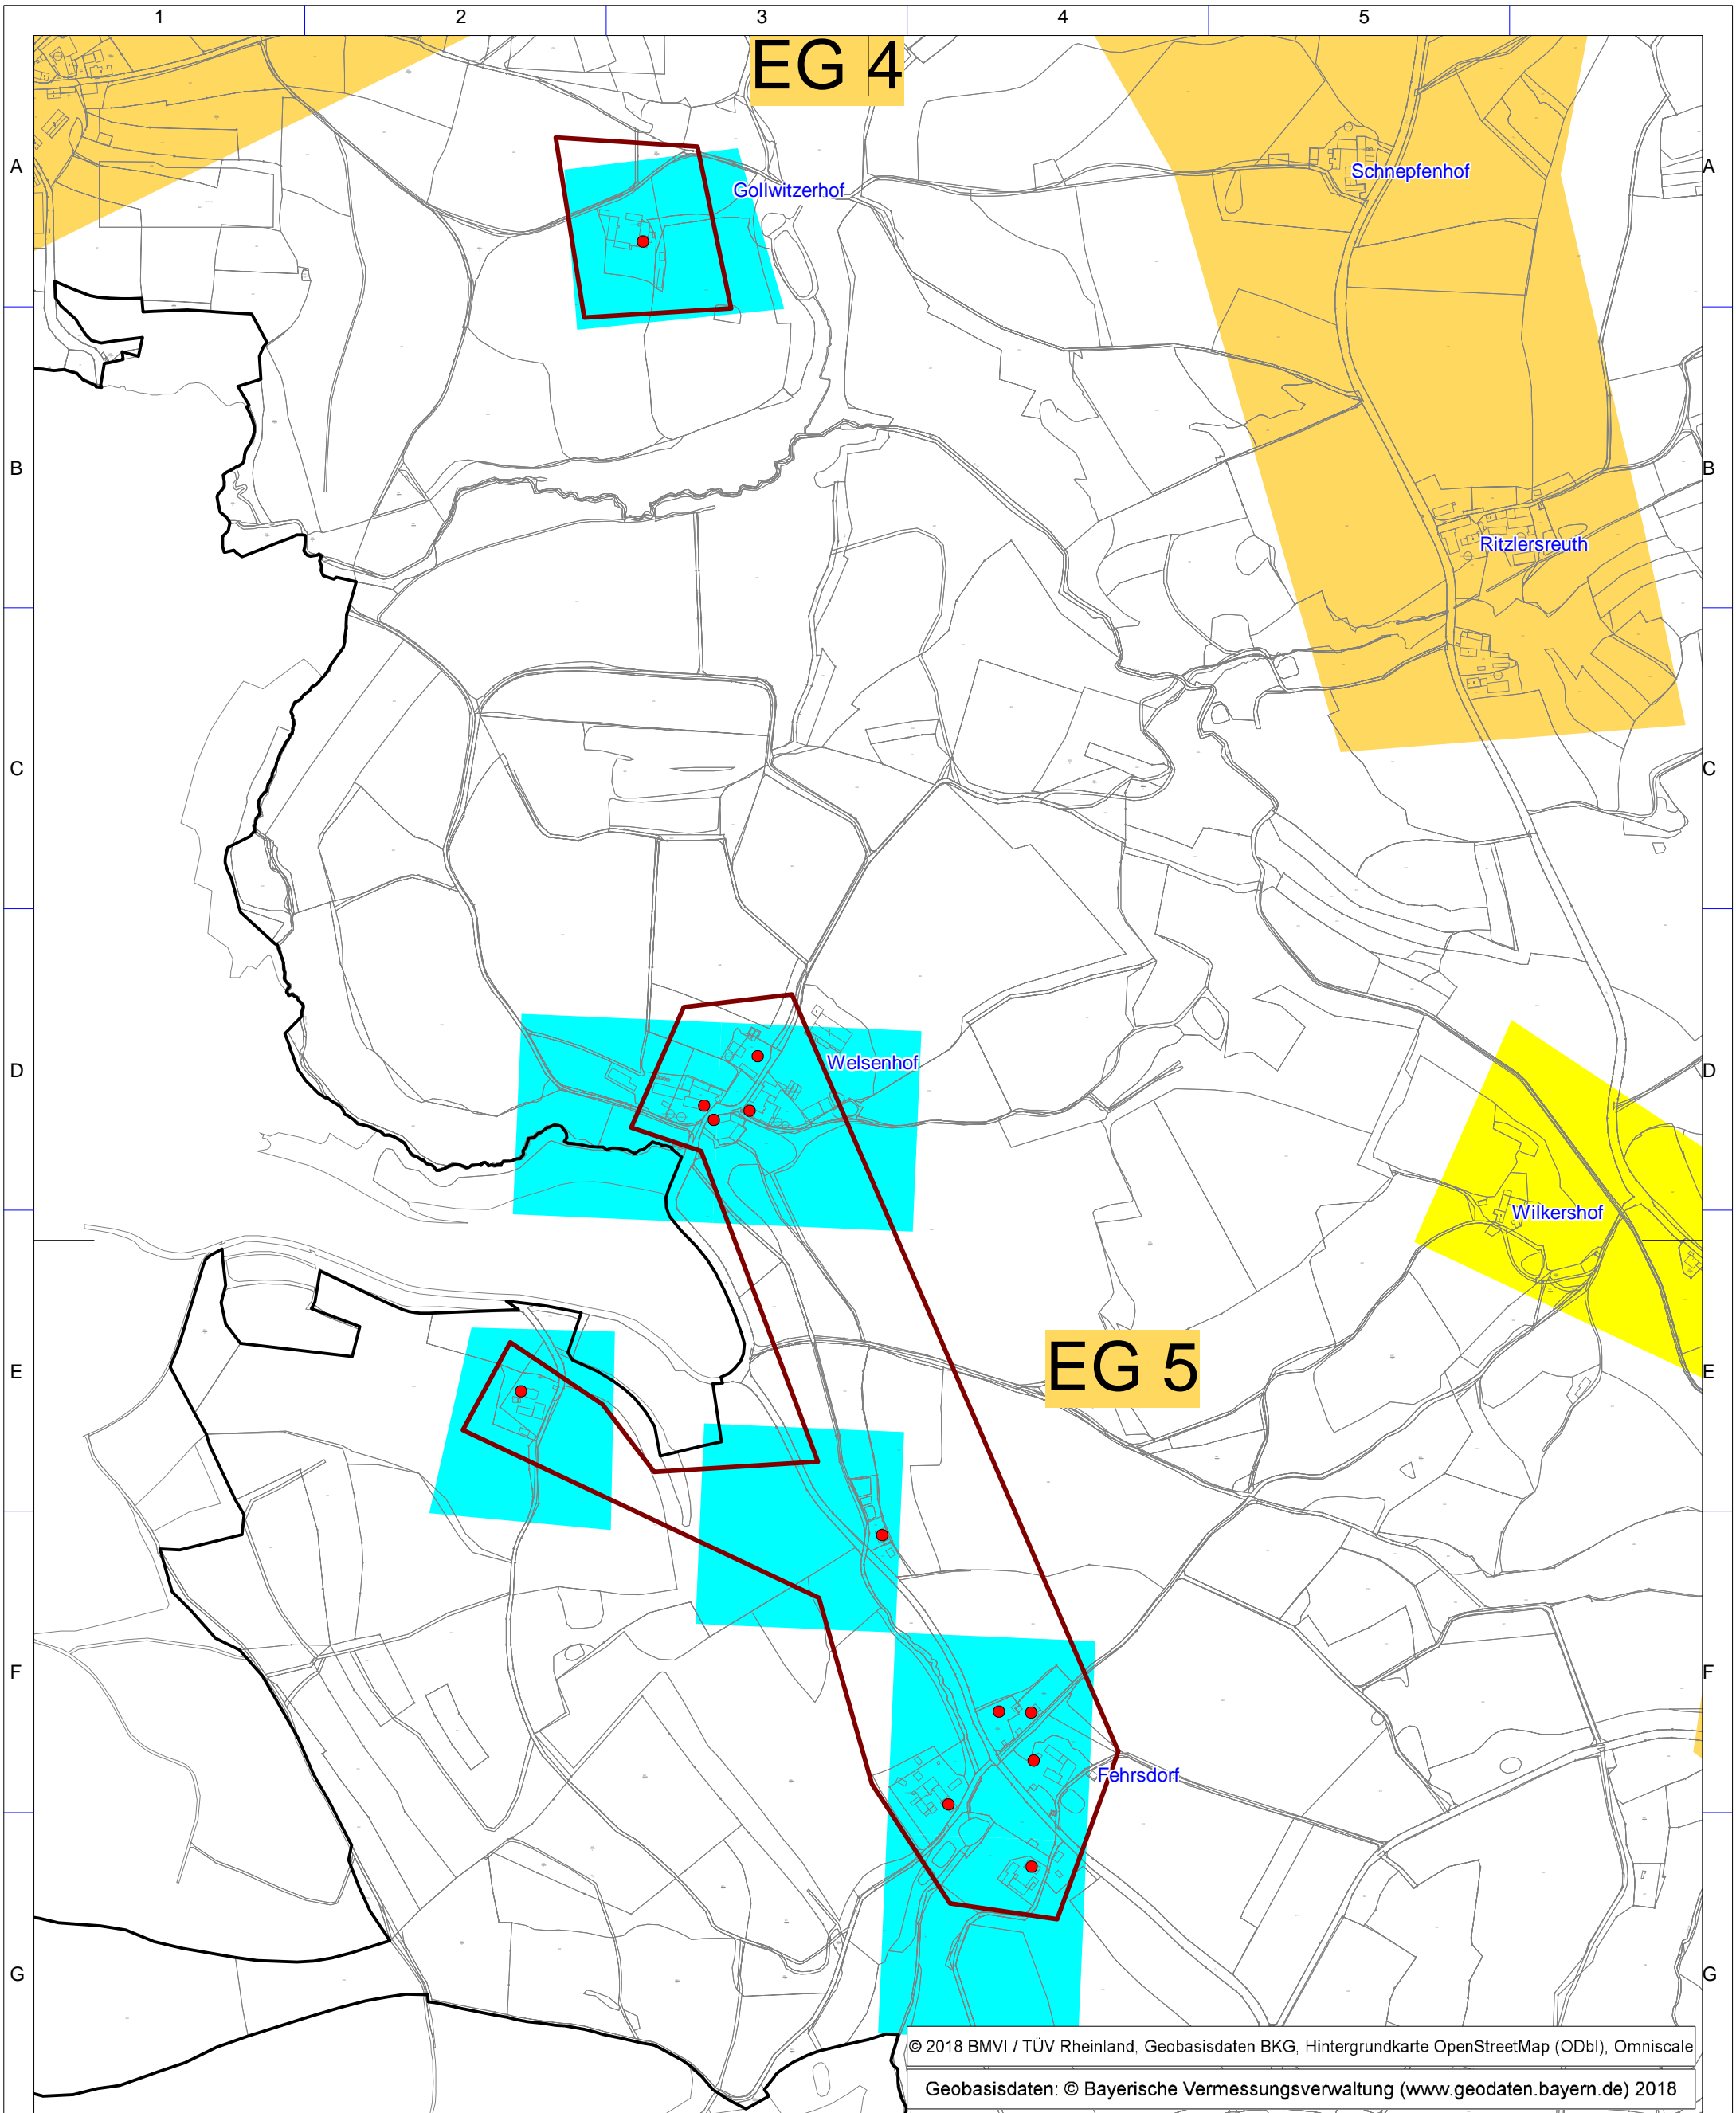 1 2 3 4 5
EG 4
A A
Schnepfenhof
Gollwitzerhof
B B
Ritzlersreuth
C C
D D
Welsenhof
Wilkershof
EG 5
E E
F F
Fehrsdorf
G G
© 2018 BMVI / TÜV Rheinland, Geobasisdaten BKG, Hintergrundkarte OpenStreetMap (ODbl), Omniscale
Geobasisdaten: © Bayerische Vermessungsverwaltung (www.geodaten.bayern.de) 2018